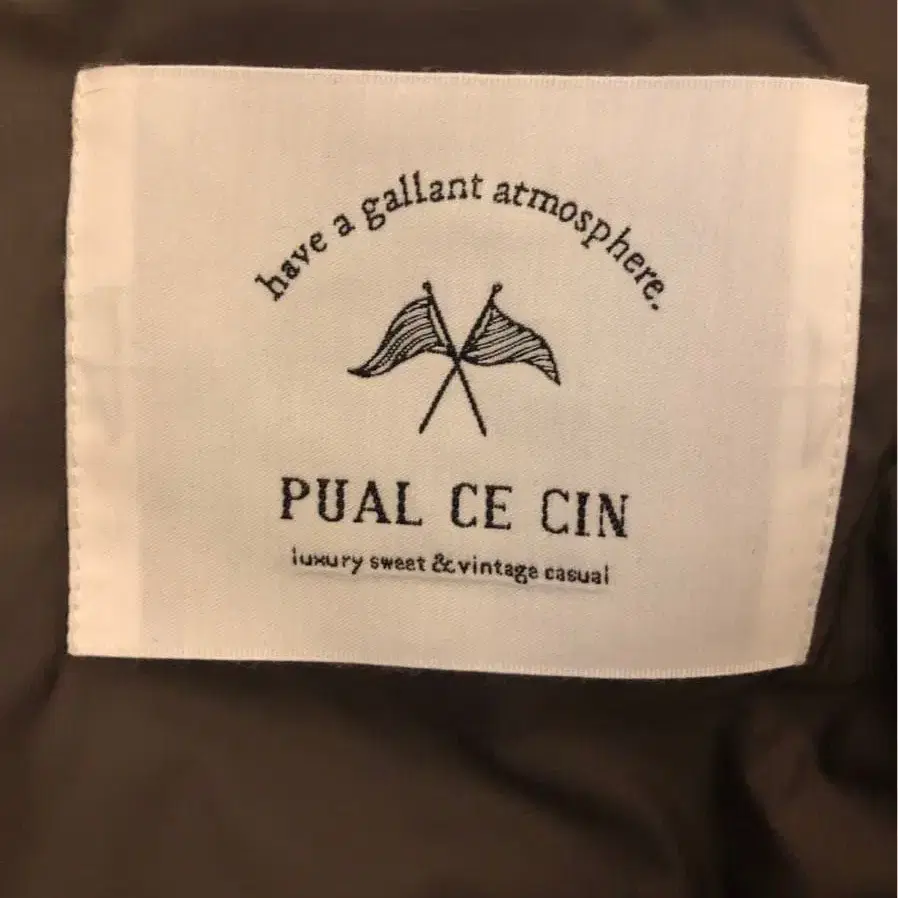 have a gallant atmosphere.
PUAL CE CIN
luxury sweet & vintage casual